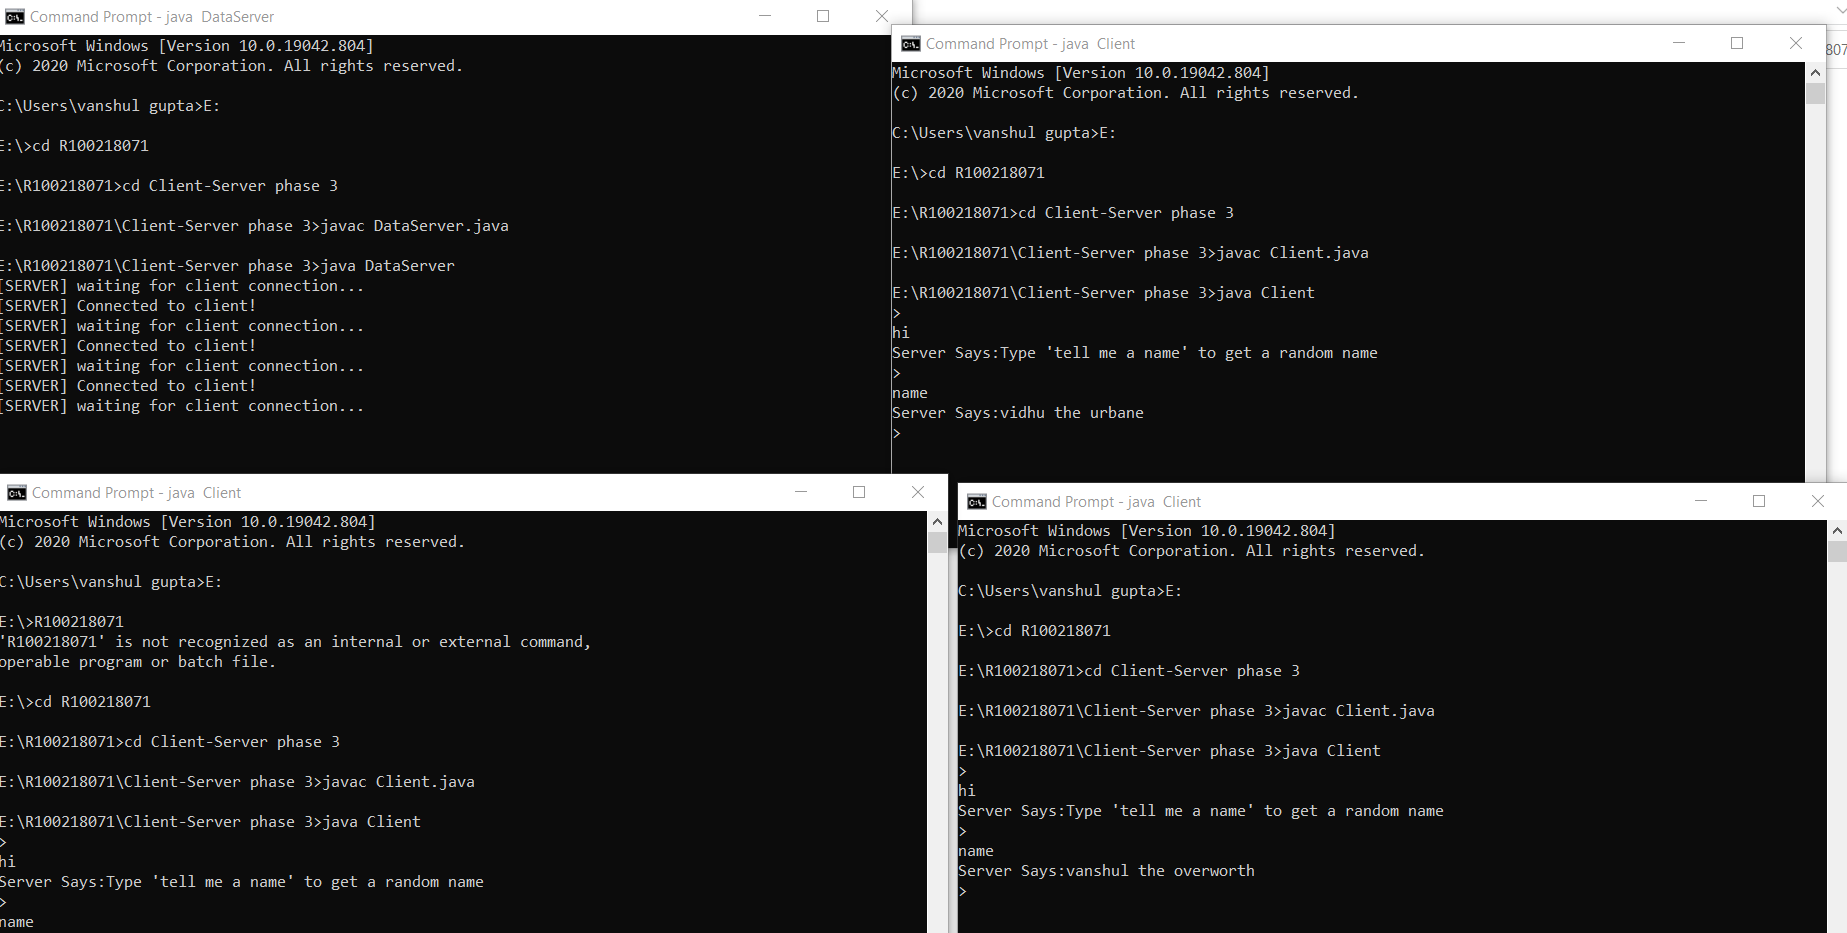 Command Prompt - java  DataServer
Microsoft Windows [Version 10.0.19042.804]
(c) 2020 Microsoft Corporation. All rights reserved.
C:\Users\vanshul gupta>E:
E:\>cd R100218071
E:\R100218071>cd Client-Server phase 3
E:\R100218071\Client-Server phase 3>javac DataServer.java
E:\R100218071\Client-Server phase 3>java DataServer
[SERVER] waiting for client connection...
[SERVER] Connected to client!
[SERVER] waiting for client connection...
[SERVER] Connected to client!
[SERVER] waiting for client connection...
[SERVER] Connected to client!
[SERVER] waiting for client connection...
Command Prompt - java  Client
807
Microsoft Windows [Version 10.0.19042.804]
(c) 2020 Microsoft Corporation. All rights reserved.
C:\Users\vanshul gupta>E:
E:\>cd R100218071
E:\R100218071>cd Client-Server phase 3
E:\R100218071\Client-Server phase 3>javac Client.java
E:\R100218071\Client-Server phase 3>java Client
>
hi
Server Says:Type 'tell me a name' to get a random name
>
name
Server Says:vidhu the urbane
>
Command Prompt - java  Client
Microsoft Windows [Version 10.0.19042.804]
(c) 2020 Microsoft Corporation. All rights reserved.
C:\Users\vanshul gupta>E:
E:\>R100218071
'R100218071' is not recognized as an internal or external command,
operable program or batch file.
E:\>cd R100218071
E:\R100218071>cd Client-Server phase 3
E:\R100218071\Client-Server phase 3>javac Client.java
E:\R100218071\Client-Server phase 3>java Client
>
hi
Server Says:Type 'tell me a name' to get a random name
>
name
Command Prompt - java  Client
Microsoft Windows [Version 10.0.19042.804]
(c) 2020 Microsoft Corporation. All rights reserved.
C:\Users\vanshul gupta>E:
E:\>cd R100218071
E:\R100218071>cd Client-Server phase 3
E:\R100218071\Client-Server phase 3>javac Client.java
E:\R100218071\Client-Server phase 3>java Client
>
hi
Server Says:Type 'tell me a name' to get a random name
>
name
Server Says:vanshul the overworth
>